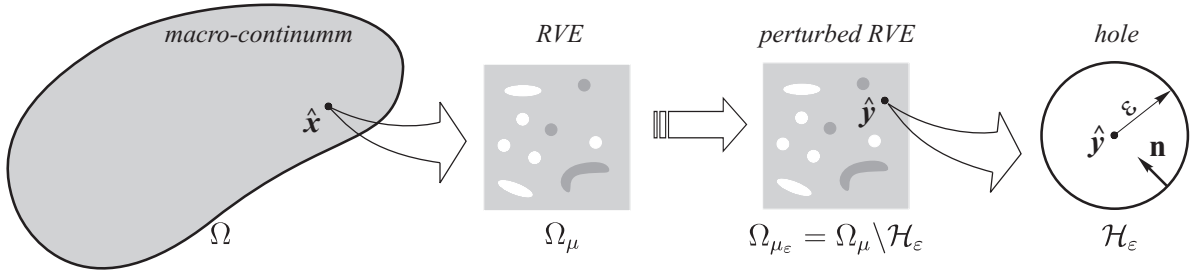 macro-continumm
RVE
perturbed RVE
hole
x̂
ŷ
ε
ŷ
n
Ω
Ω_μ
Ω_{μ_ε} = Ω_μ\ℋ_ε
ℋ_ε